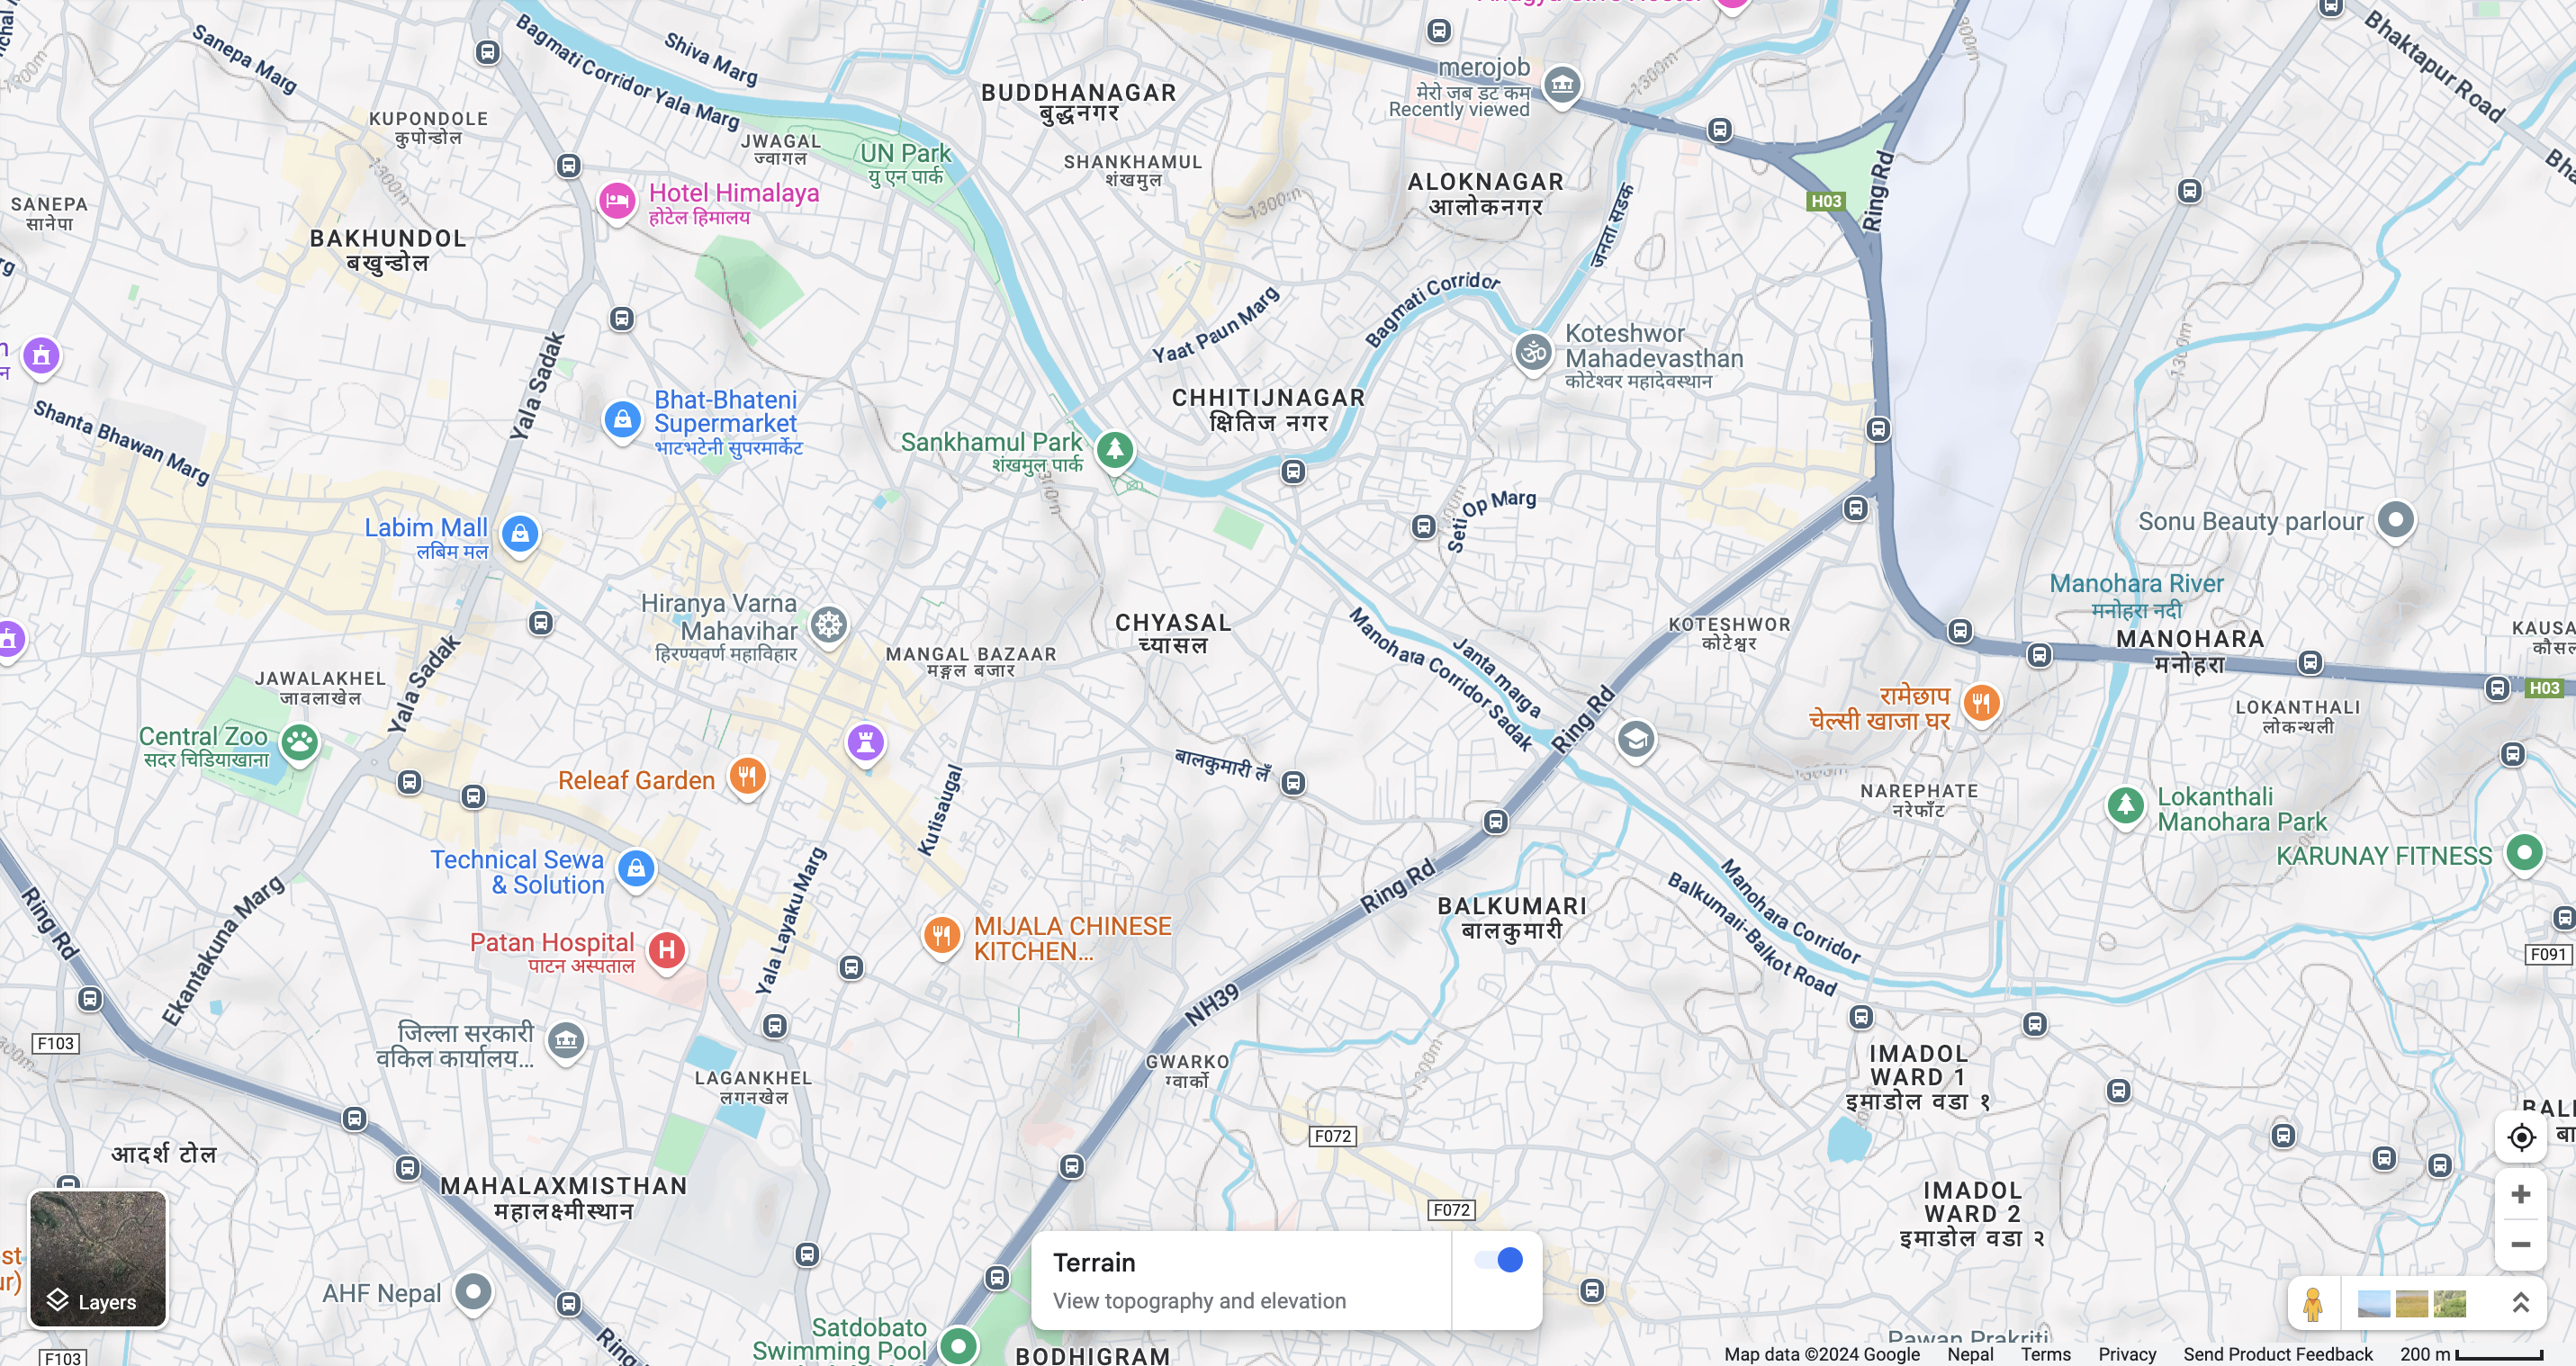 Sanepa Marg
Bagmati Corridor Yala Marg
Shiva Marg
BUDDHANAGAR
बुद्धनगर
merojob
मेरो जब डट कम
Recently viewed
Bhaktapur Road
KUPONDOLE
कुपोन्डोल
JWAGAL
ज्वागल
UN Park
यु एन पार्क
SHANKHAMUL
शंखमुल
ALOKNAGAR
आलोकनगर
H03
Ring Rd
जनता सडक
SANEPA
सानेपा
Hotel Himalaya
होटेल हिमालय
BAKHUNDOL
बखुन्डोल
1300m
1300m
1300m
Yaat Paun Marg
Bagmati Corridor
Koteshwor
Mahadevasthan
कोटेश्वर महादेवस्थान
1300m
Yala Sadak
Shanta Bhawan Marg
Bhat-Bhateni
Supermarket
भाटभटेनी सुपरमार्केट
CHHITIJNAGAR
क्षितिज नगर
Sankhamul Park
शंखमुल पार्क
Seti Op Marg
Labim Mall
लबिम मल
Sonu Beauty parlour
Hiranya Varna
Mahavihar
हिरण्यवर्ण महाविहार
CHYASAL
च्यासल
Manohara River
मनोहरा नदी
MANOHARA
मनोहरा
KOTESHWOR
कोटेश्वर
MANGAL BAZAAR
मङ्गल बजार
Janta marga
Manohara Corridor Sadak
Ring Rd
JAWALAKHEL
जावलाखेल
Yala Sadak
H03
रामेछाप
चेल्सी खाजा घर
LOKANTHALI
लोकन्थली
Central Zoo
सदर चिडियाखाना
Releaf Garden
बालकुमारी लँ
Kutisaugal
NAREPHATE
नरेफाँट
Lokanthali
Manohara Park
KARUNAY FITNESS
Technical Sewa
& Solution
Yala Layaku Marg
Ring Rd
BALKUMARI
बालकुमारी
Manohara Corridor
Balkumari-Balkot Road
Ring Rd
Ekantakuna Marg
Patan Hospital
पाटन अस्पताल
MIJALA CHINESE
KITCHEN...
F091
NH39
F103
जिल्ला सरकारी
वकिल कार्यालय...
LAGANKHEL
लगनखेल
GWARKO
ग्वार्को
1300m
IMADOL
WARD 1
इमाडोल वडा १
F072
आदर्श टोल
MAHALAXMISTHAN
महालक्ष्मीस्थान
F072
IMADOL
WARD 2
इमाडोल वडा २
Layers
AHF Nepal
Terrain
View topography and elevation
Satdobato
Swimming Pool
BODHIGRAM
F103
Map data ©2024 Google Nepal Terms Privacy Send Product Feedback 200 m